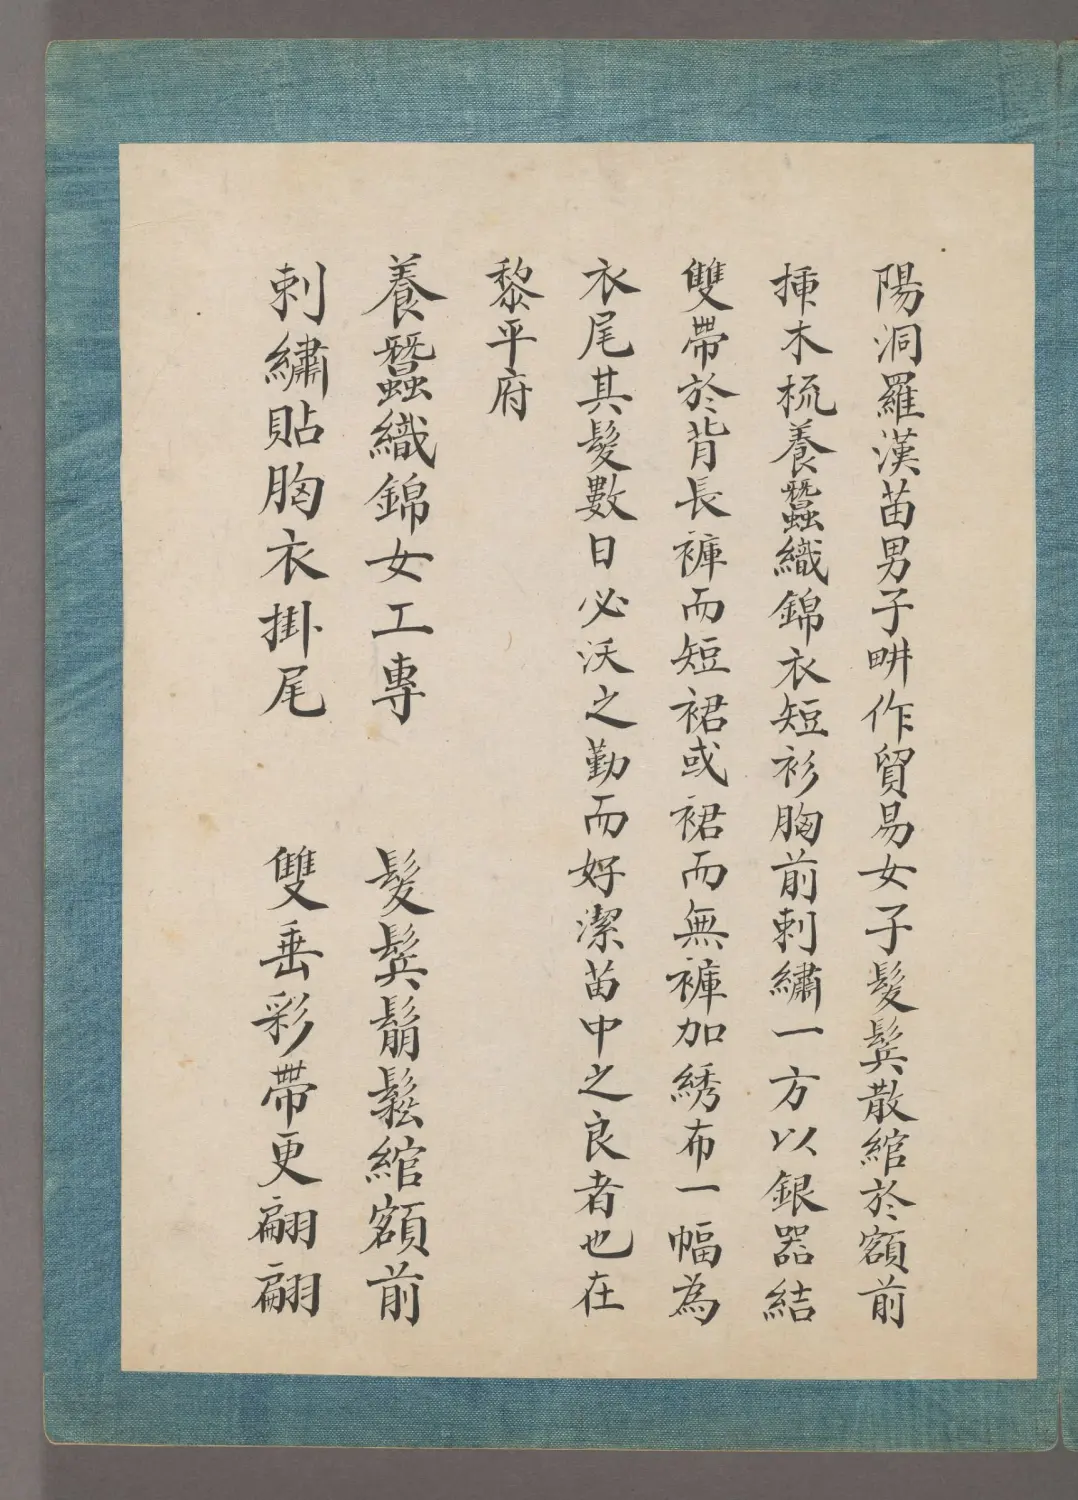 陽洞羅漢苗男子畊作貿易女子髮鬓散綰於額前
挿木梳養蠶織錦衣短衫胸前刺繡一方以銀器結
雙帶於背長褲而短裙或裙而無褲加綉布一幅為
衣尾其髮數日必沃之勤而好潔苗中之良者也在
黎平府
養蠶織錦女工專 髮鬓鬅鬆綰額前
刺繡貼胸衣掛尾 雙垂彩帶更翩翩